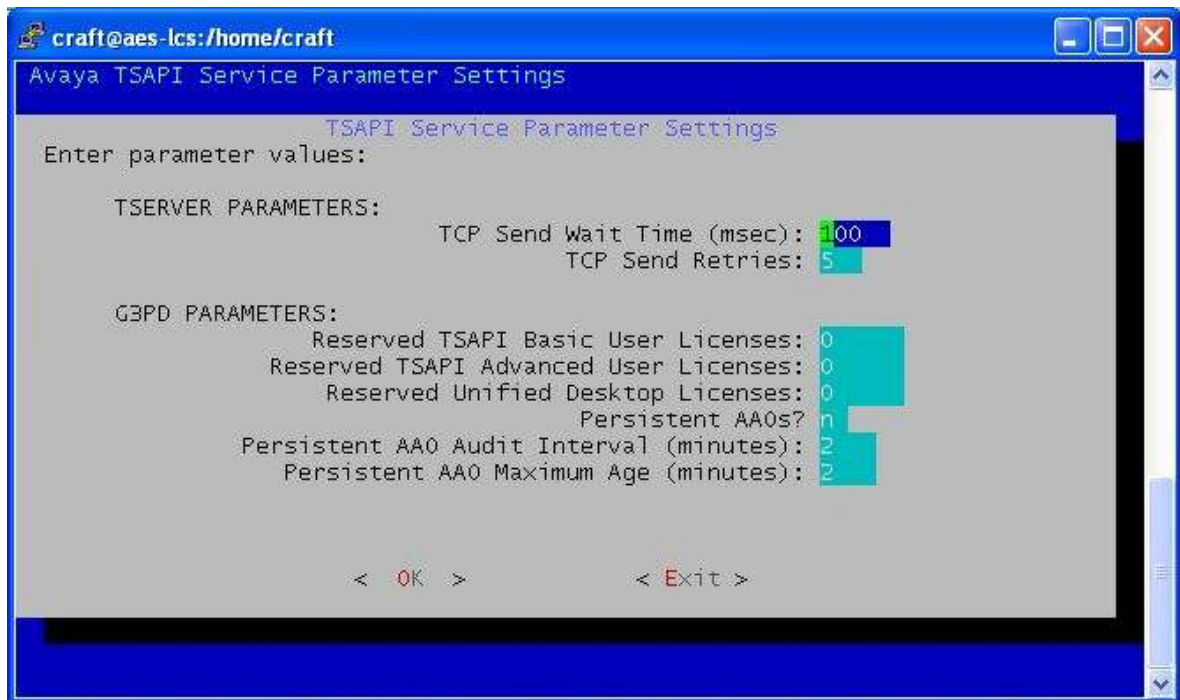 craft@aes-lcs:/home/craft
Avaya TSAPI Service Parameter Settings
TSAPI Service Parameter Settings
Enter parameter values:
TSERVER PARAMETERS:
TCP Send Wait Time (msec): 100
TCP Send Retries: 5
G3PD PARAMETERS:
Reserved TSAPI Basic User Licenses: 0
Reserved TSAPI Advanced User Licenses: 0
Reserved Unified Desktop Licenses: 0
Persistent AAOs? n
Persistent AAO Audit Interval (minutes): 2
Persistent AAO Maximum Age (minutes): 2
< OK > < Exit >